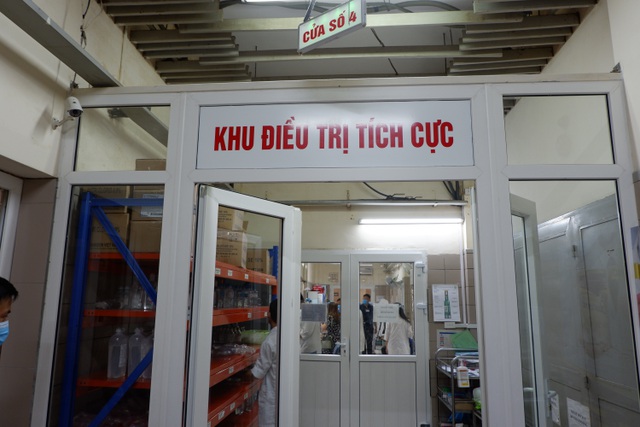 CỬA SỐ 4
KHU ĐIỀU TRỊ TÍCH CỰC